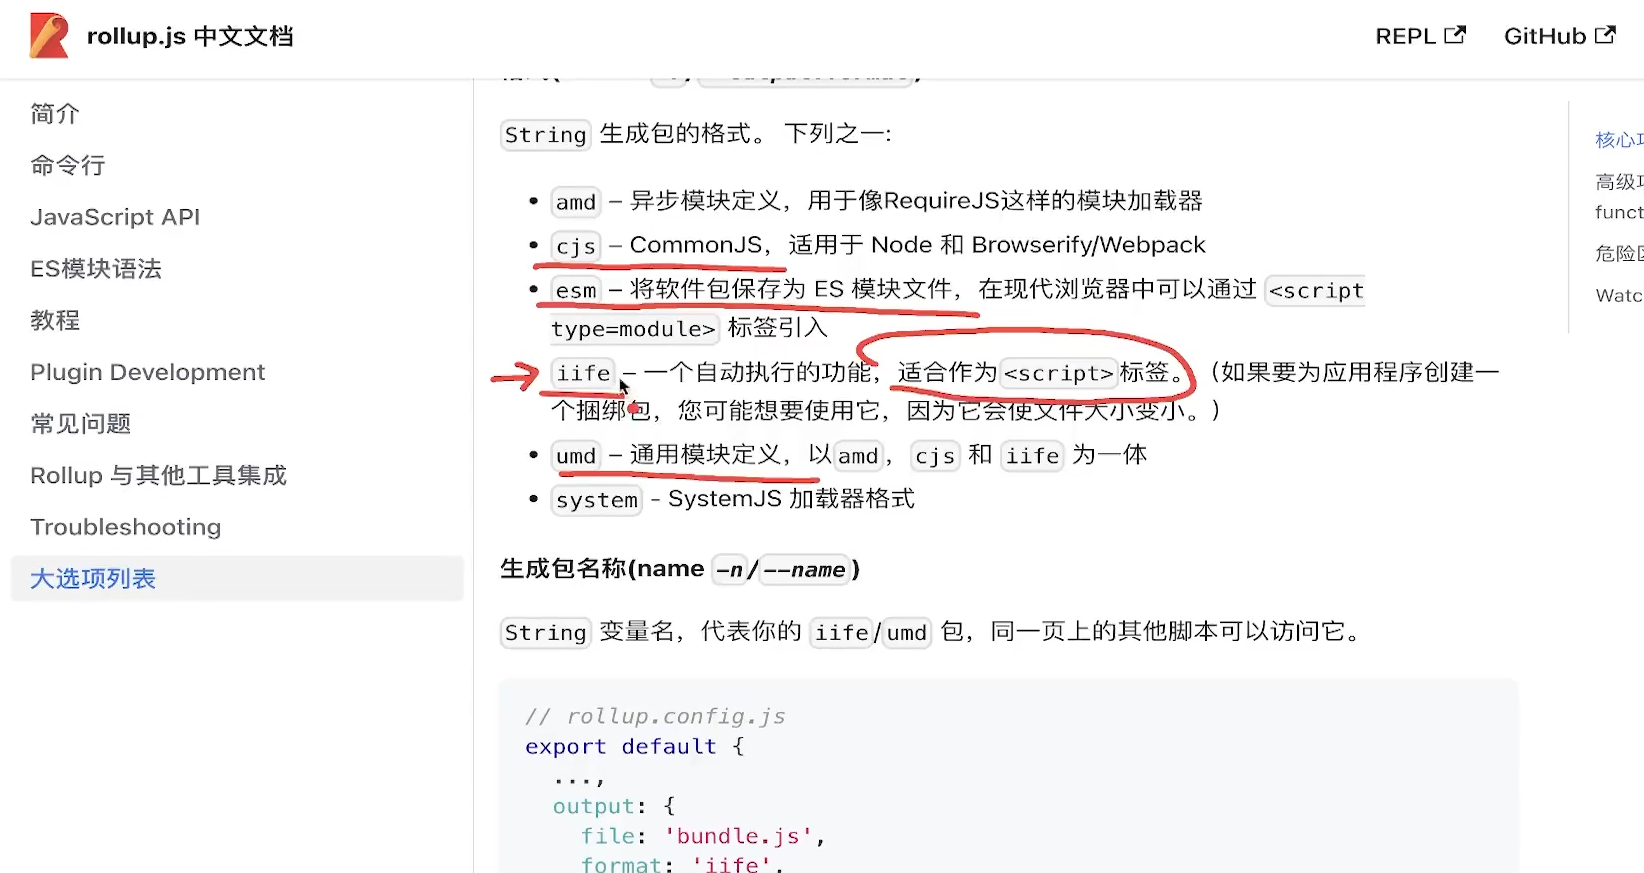 rollup.js 中文文档
REPL
GitHub
简介
命令行
JavaScript API
ES模块语法
教程
Plugin Development
常见问题
Rollup 与其他工具集成
Troubleshooting
大选项列表
String 生成包的格式。 下列之一:
amd – 异步模块定义，用于像RequireJS这样的模块加载器
cjs – CommonJS，适用于 Node 和 Browserify/Webpack
esm – 将软件包保存为 ES 模块文件，在现代浏览器中可以通过 <script
type=module> 标签引入
iife – 一个自动执行的功能，适合作为<script>标签。（如果要为应用程序创建一
个捆绑包，您可能想要使用它，因为它会使文件大小变小。）
umd – 通用模块定义，以amd，cjs 和 iife 为一体
system - SystemJS 加载器格式
生成包名称(name -n/--name)
String 变量名，代表你的 iife/umd 包，同一页上的其他脚本可以访问它。
// rollup.config.js
export default {
...,
output: {
file: 'bundle.js',
format: 'iife',
核心
高级
funct
危险
Watc